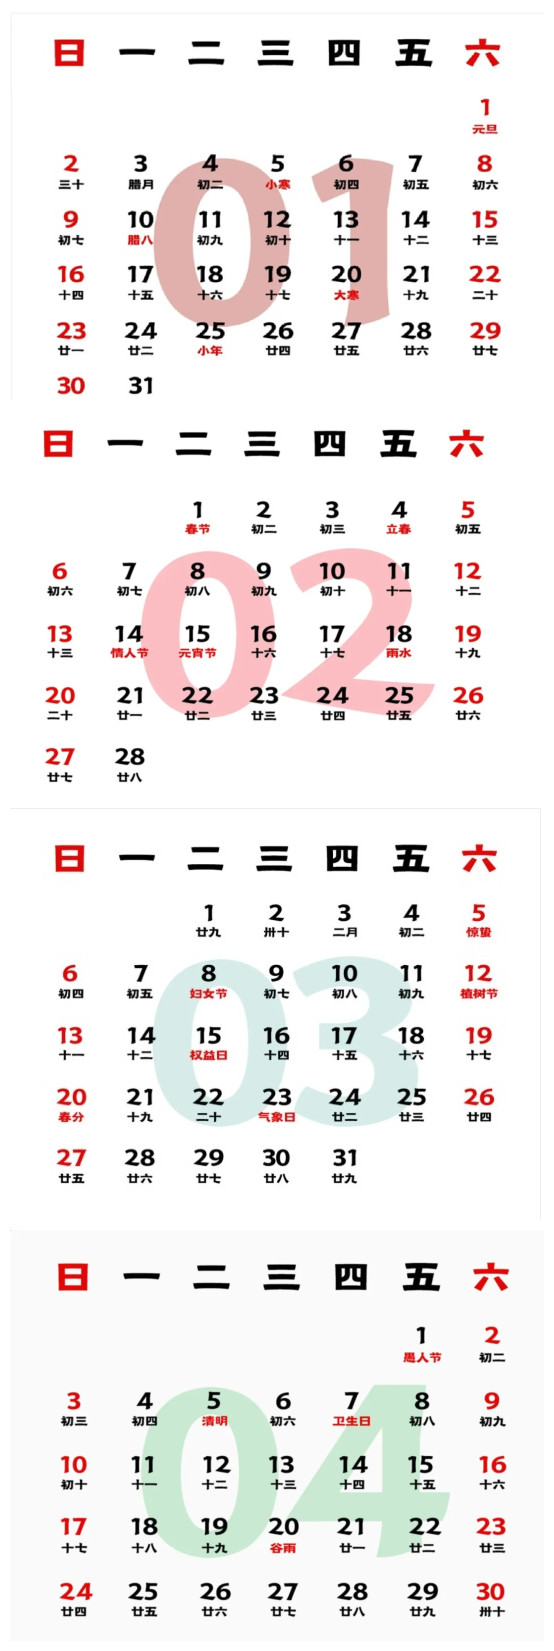 日 一 二 三 四 五 六
01
1
元旦
2 3 4 5 6 7 8
三十 腊月 初二 小寒 初四 初五 初六
9 10 11 12 13 14 15
初七 腊八 初九 初十 十一 十二 十三
16 17 18 19 20 21 22
十四 十五 十六 十七 大寒 十九 二十
23 24 25 26 27 28 29
廿一 廿二 小年 廿四 廿五 廿六 廿七
30 31
日 一 二 三 四 五 六
02
1 2 3 4 5
春节 初二 初三 立春 初五
6 7 8 9 10 11 12
初六 初七 初八 初九 初十 十一 十二
13 14 15 16 17 18 19
十三 情人节 元宵节 十六 十七 雨水 十九
20 21 22 23 24 25 26
二十 廿一 廿二 廿三 廿四 廿五 廿六
27 28
廿七 廿八
日 一 二 三 四 五 六
03
1 2 3 4 5
廿九 卅十 二月 初二 惊蛰
6 7 8 9 10 11 12
初四 初五 妇女节 初七 初八 初九 植树节
13 14 15 16 17 18 19
十一 十二 权益日 十四 十五 十六 十七
20 21 22 23 24 25 26
春分 十九 二十 气象日 廿二 廿三 廿四
27 28 29 30 31
廿五 廿六 廿七 廿八 廿九
日 一 二 三 四 五 六
04
1 2
愚人节 初二
3 4 5 6 7 8 9
初三 初四 清明 初六 卫生日 初八 初九
10 11 12 13 14 15 16
初十 十一 十二 十三 十四 十五 十六
17 18 19 20 21 22 23
十七 十八 十九 谷雨 廿一 廿二 廿三
24 25 26 27 28 29 30
廿四 廿五 廿六 廿七 廿八 廿九 卅十